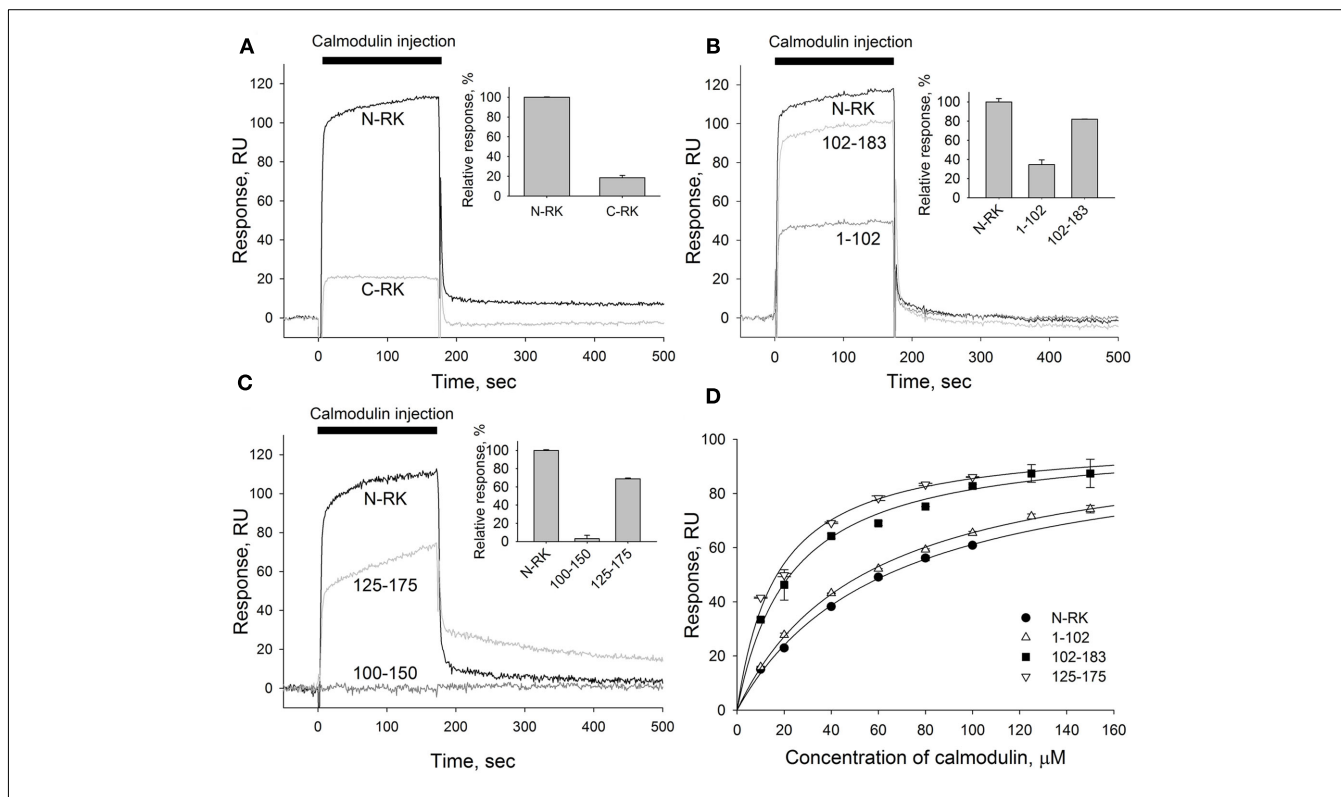 A
Calmodulin injection
Response, RU
120
100
80
60
40
20
0
N-RK
C-RK
0 100 200 300 400 500
Time, sec
Relative response, %
100
80
60
40
20
0
N-RK C-RK
B
Calmodulin injection
Response, RU
120
100
80
60
40
20
0
N-RK
102-183
1-102
0 100 200 300 400 500
Time, sec
Relative response, %
100
80
60
40
20
0
N-RK 1-102 102-183
C
Calmodulin injection
Response, RU
120
100
80
60
40
20
0
N-RK
125-175
100-150
0 100 200 300 400 500
Time, sec
Relative response, %
100
80
60
40
20
0
N-RK 100-150 125-175
D
Response, RU
100
80
60
40
20
0
N-RK
1-102
102-183
125-175
0 20 40 60 80 100 120 140 160
Concentration of calmodulin, μM